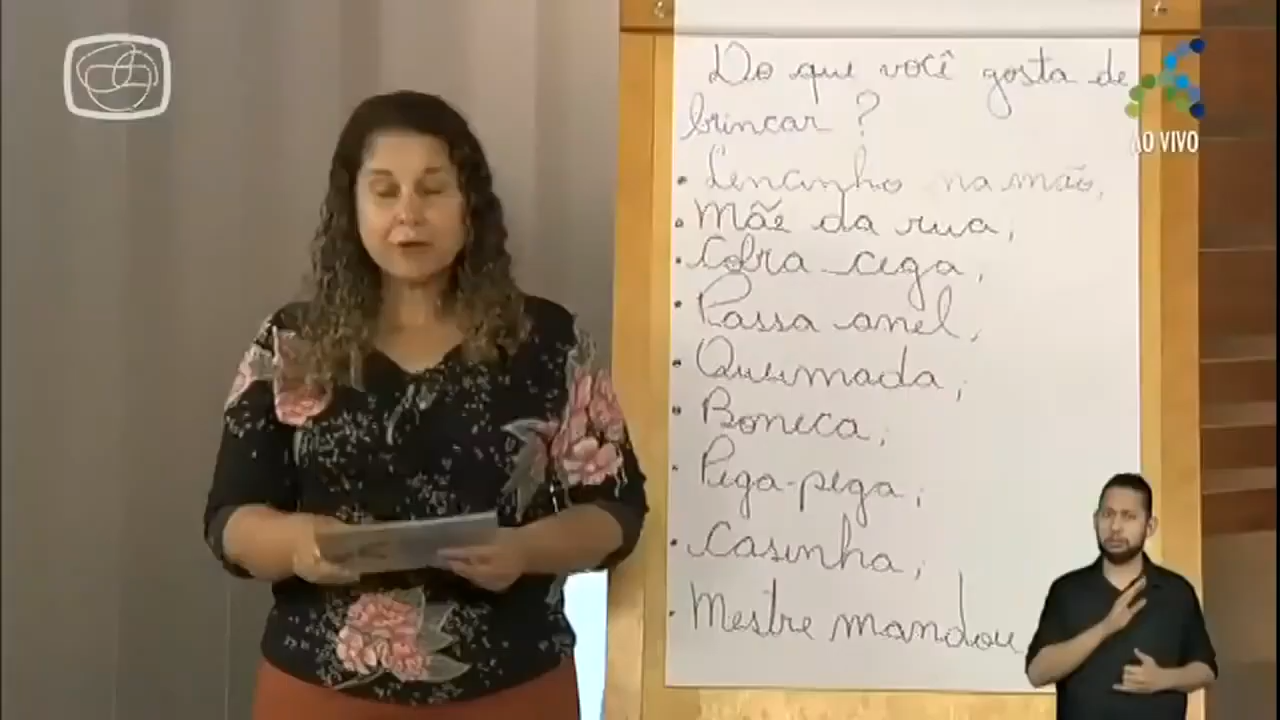 Do que você gosta de
brincar?
• Lencinho na mão,
• Mãe da rua;
• Cobra cega;
• Passa anel;
• Queimada;
• Boneca;
• Pega-pega;
• Casinha;
• Mestre mandou
AO VIVO